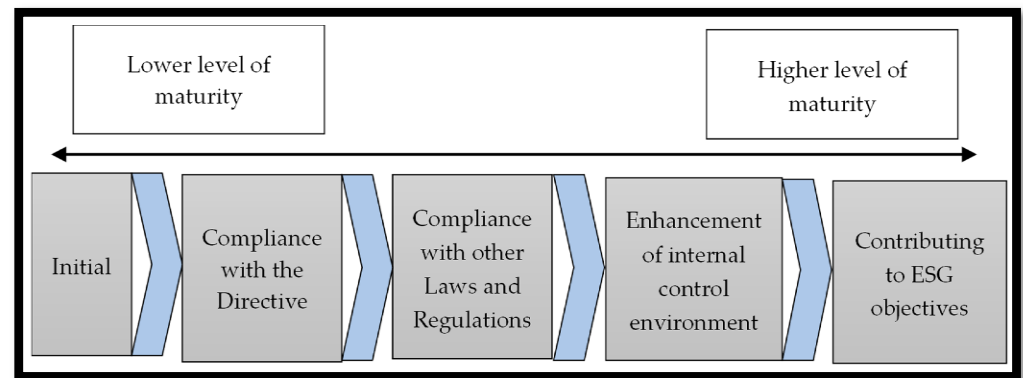 Lower level of
maturity
Higher level of
maturity
Initial
Compliance
with the
Directive
Compliance
with other
Laws and
Regulations
Enhancement
of internal
control
environment
Contributing
to ESG
objectives